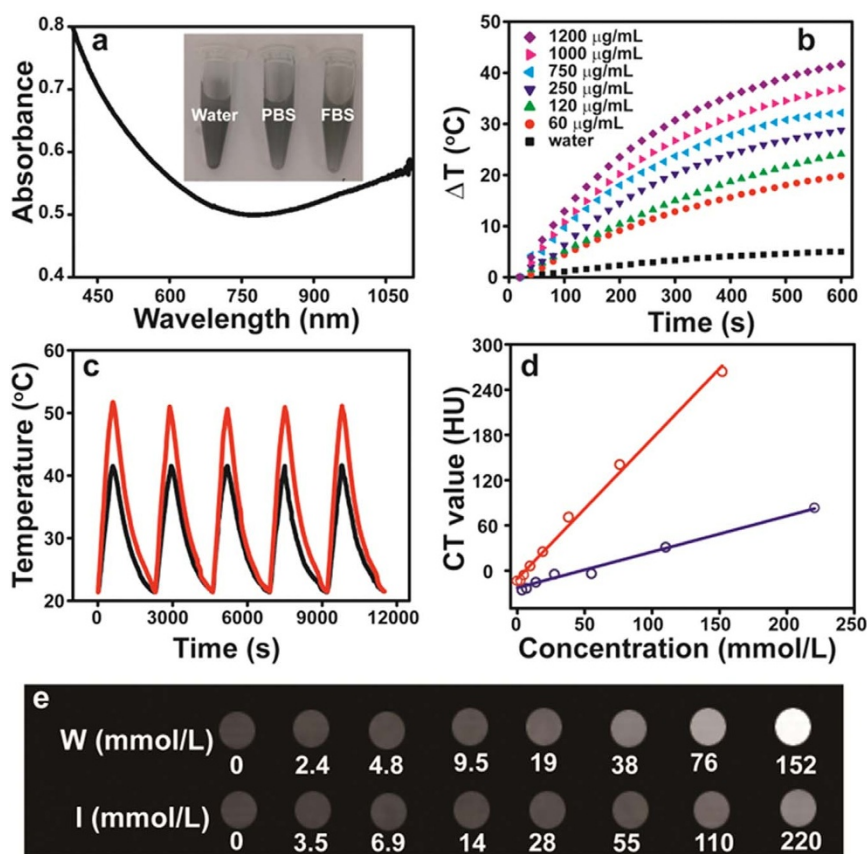 a
Water PBS FBS
Absorbance
0.8
0.7
0.6
0.5
0.4
450 600 750 900 1050
Wavelength (nm)
b
1200 μg/mL
1000 μg/mL
750 μg/mL
250 μg/mL
120 μg/mL
60 μg/mL
water
ΔT (°C)
50
40
30
20
10
0
0 100 200 300 400 500 600
Time (s)
c
Temperature (°C)
60
50
40
30
20
0 3000 6000 9000 12000
Time (s)
d
CT value (HU)
300
240
180
120
60
0
0 50 100 150 200 250
Concentration (mmol/L)
e
W (mmol/L)
0 2.4 4.8 9.5 19 38 76 152
I (mmol/L)
0 3.5 6.9 14 28 55 110 220